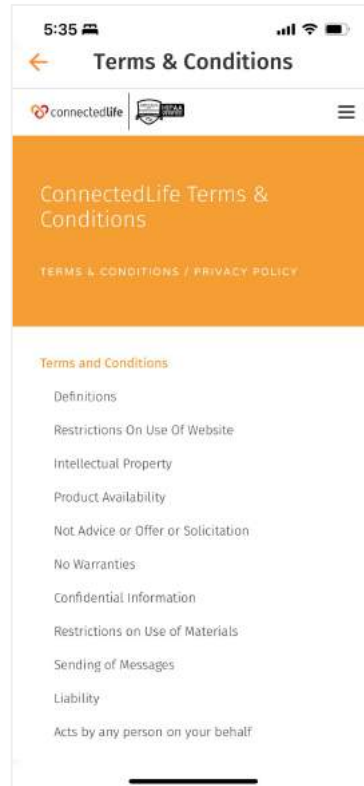 5:35
Terms & Conditions
connectedlife
HIPAA
ConnectedLife Terms &
Conditions
TERMS & CONDITIONS / PRIVACY POLICY
Terms and Conditions
Definitions
Restrictions On Use Of Website
Intellectual Property
Product Availability
Not Advice or Offer or Solicitation
No Warranties
Confidential Information
Restrictions on Use of Materials
Sending of Messages
Liability
Acts by any person on your behalf